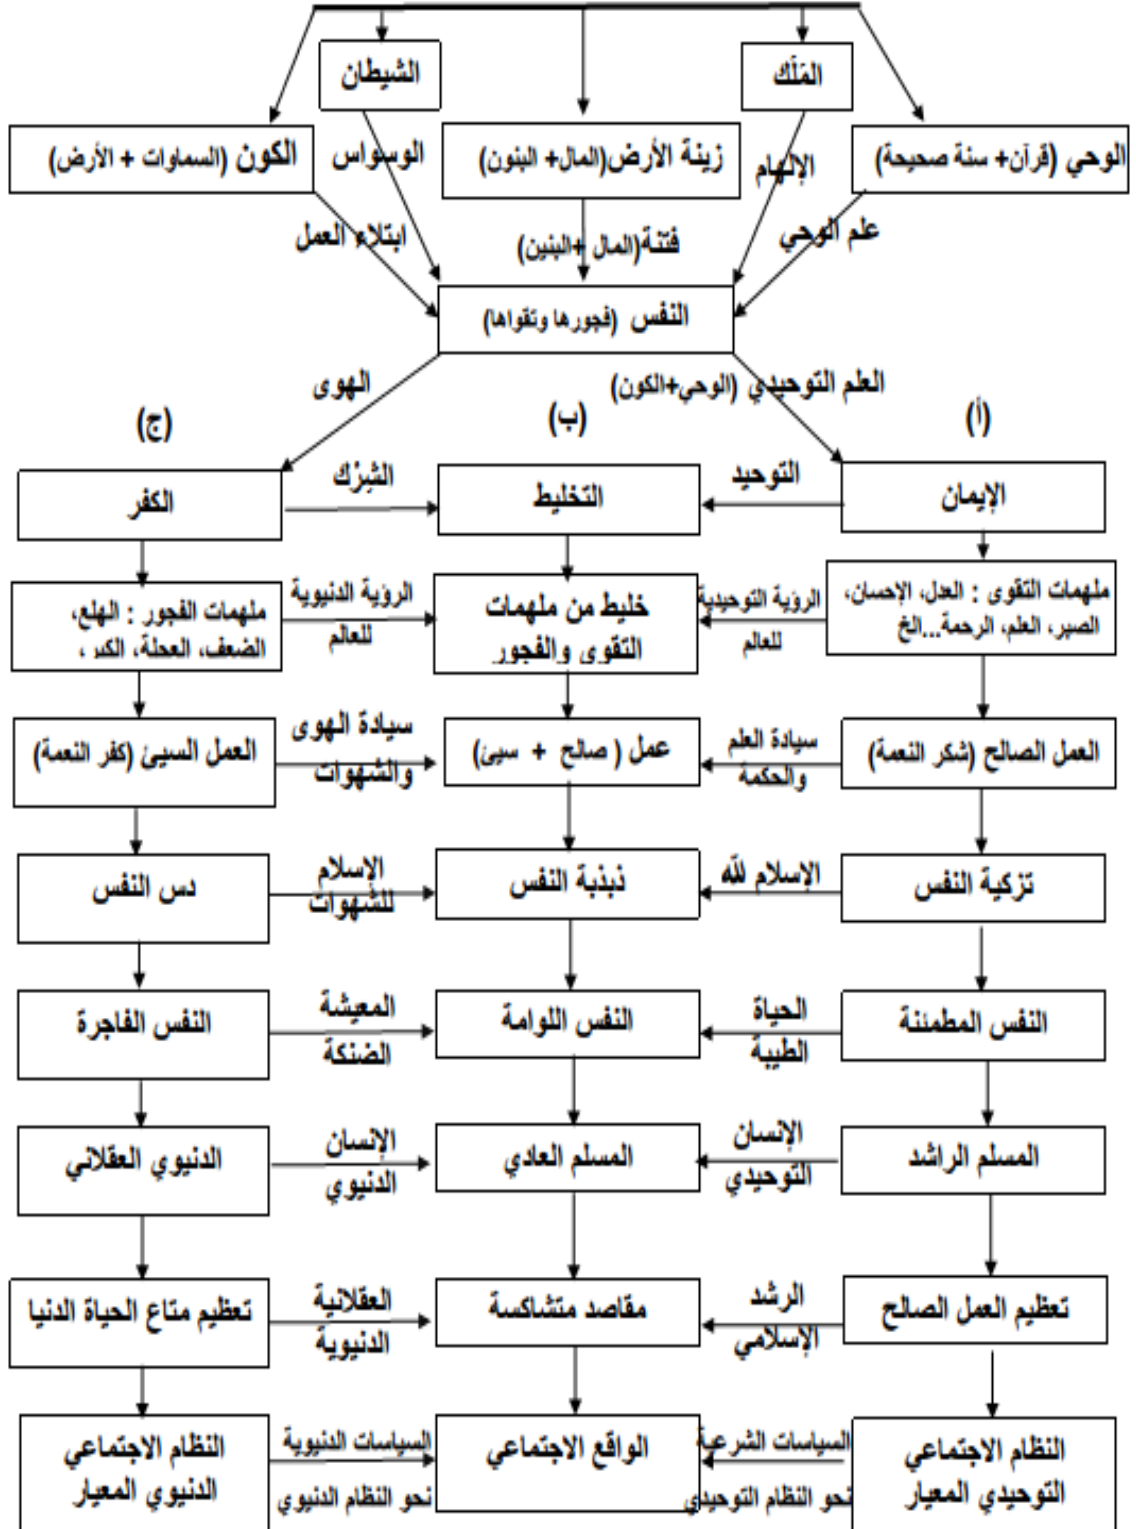 الشيطان
المَلَك
الوحي (قرآن+ سنة صحيحة)
زينة الأرض(المال+ البنون)
الكون (السماوات + الأرض)
الإلهام
الوسواس
علم الوحي
فتنة(المال +البنين)
ابتلاء العمل
النفس (فجورها وتقواها)
العلم التوحيدي (الوحي+الكون)
الهوى
(أ)
(ب)
(ج)
الإيمان
التوحيد
التخليط
الشِرْك
الكفر
ملهمات التقوى : العدل، الإحسان،
الصبر، العلم، الرحمة...الخ
الرؤية التوحيدية
للعالم
خليط من ملهمات
التقوى والفجور
الرؤية الدنيوية
للعالم
ملهمات الفجور : الهلع،
الضعف، العجلة، الكبر،
العمل الصالح (شكر النعمة)
سيادة العلم
والحكمة
عمل ( صالح + سيئ)
سيادة الهوى
والشهوات
العمل السيئ (كفر النعمة)
تزكية النفس
الإسلام لله
ذبذبة النفس
الإسلام
للشهوات
دس النفس
النفس المطمئنة
الحياة
الطيبة
النفس اللوامة
المعيشة
الضنكة
النفس الفاجرة
المسلم الراشد
الإنسان
التوحيدي
المسلم العادي
الإنسان
الدنيوي
الدنيوي العقلاني
تعظيم العمل الصالح
الرشد
الإسلامي
مقاصد متشاكسة
العقلانية
الدنيوية
تعظيم متاع الحياة الدنيا
النظام الاجتماعي
التوحيدي المعيار
السياسات الشرعية
نحو النظام التوحيدي
الواقع الاجتماعي
السياسات الدنيوية
نحو النظام الدنيوي
النظام الاجتماعي
الدنيوي المعيار